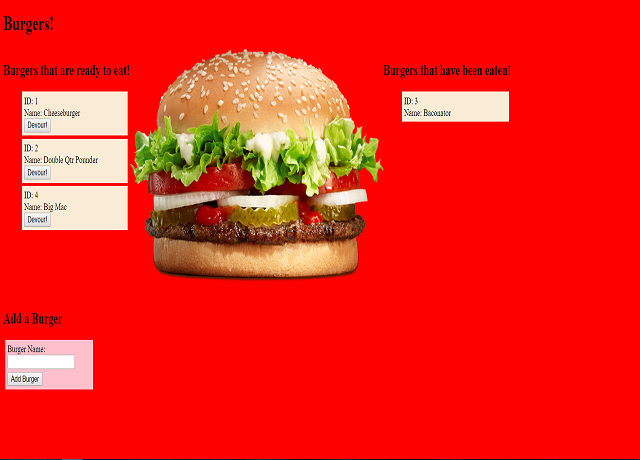 Burgers!
Burgers that are ready to eat!
ID: 1
Name: Cheeseburger
Devour!
ID: 2
Name: Double Qtr Pounder
Devour!
ID: 4
Name: Big Mac
Devour!
Burgers that have been eaten!
ID: 3
Name: Baconator
Add a Burger
Burger Name:
Add Burger